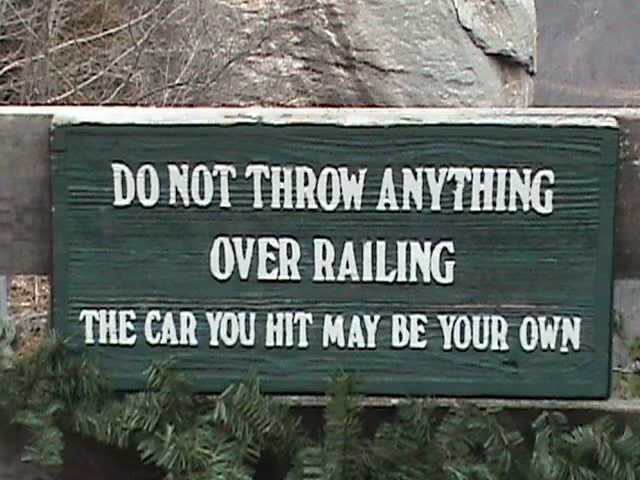 DO NOT THROW ANYTHING
OVER RAILING
THE CAR YOU HIT MAY BE YOUR OWN